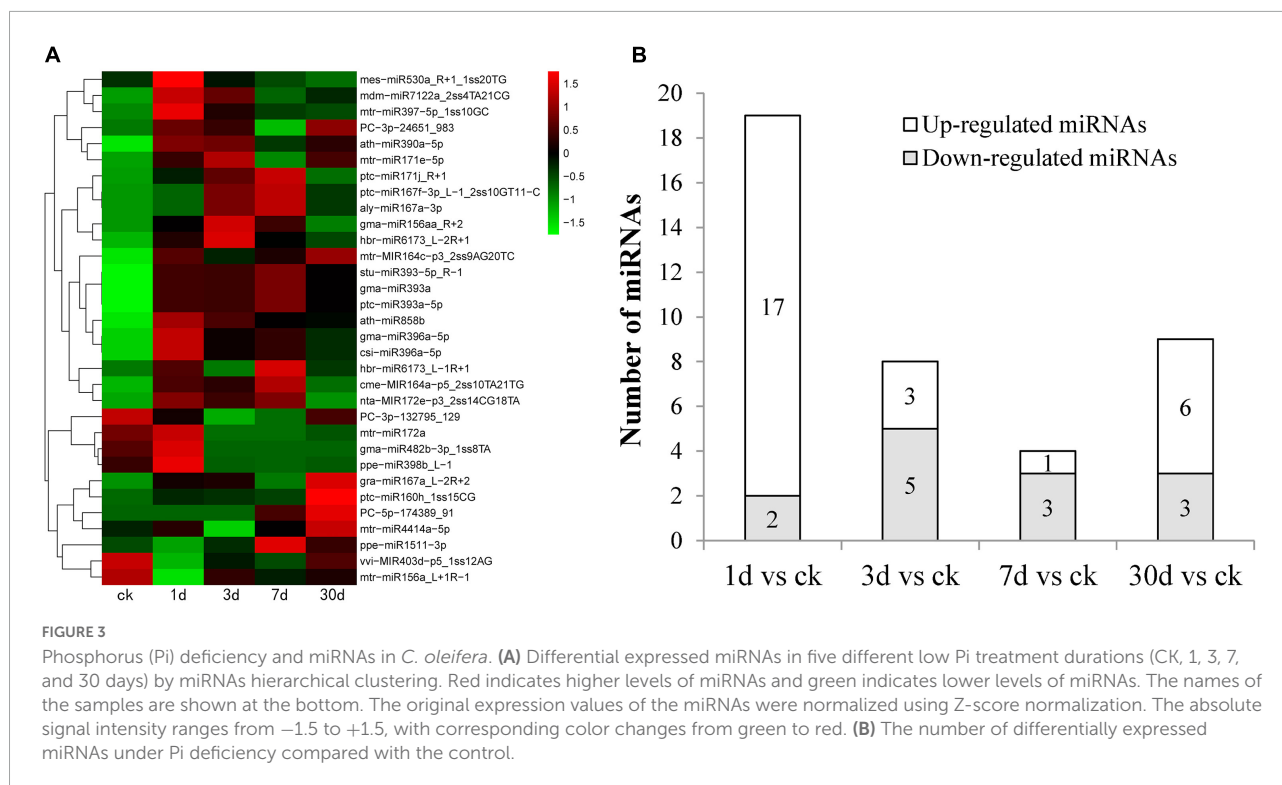 A
mes-miR530a_R+1_1ss20TG
mdm-miR7122a_2ss4TA21CG
mtr-miR397-5p_1ss10GC
PC-3p-24651_983
ath-miR390a-5p
mtr-miR171e-5p
ptc-miR171j_R+1
ptc-miR167f-3p_L-1_2ss10GT11-C
aly-miR167a-3p
gma-miR156aa_R+2
hbr-miR6173_L-2R+1
mtr-MIR164c-p3_2ss9AG20TC
stu-miR393-5p_R-1
gma-miR393a
ptc-miR393a-5p
ath-miR858b
gma-miR396a-5p
csi-miR396a-5p
hbr-miR6173_L-1R+1
cme-MIR164a-p5_2ss10TA21TG
nta-MIR172e-p3_2ss14CG18TA
PC-3p-132795_129
mtr-miR172a
gma-miR482b-3p_1ss8TA
ppe-miR398b_L-1
gra-miR167a_L-2R+2
ptc-miR160h_1ss15CG
PC-5p-174389_91
mtr-miR4414a-5p
ppe-miR1511-3p
vvi-MIR403d-p5_1ss12AG
mtr-miR156a_L+1R-1
ck 1d 3d 7d 30d
1.5
1
0.5
0
−0.5
−1
−1.5
B
Number of miRNAs
20
18
16
14
12
10
8
6
4
2
0
Up-regulated miRNAs
Down-regulated miRNAs
17
2
3
5
1
3
6
3
1d vs ck 3d vs ck 7d vs ck 30d vs ck
FIGURE 3
Phosphorus (Pi) deficiency and miRNAs in C. oleifera. (A) Differential expressed miRNAs in five different low Pi treatment durations (CK, 1, 3, 7,
and 30 days) by miRNAs hierarchical clustering. Red indicates higher levels of miRNAs and green indicates lower levels of miRNAs. The names of
the samples are shown at the bottom. The original expression values of the miRNAs were normalized using Z-score normalization. The absolute
signal intensity ranges from −1.5 to +1.5, with corresponding color changes from green to red. (B) The number of differentially expressed
miRNAs under Pi deficiency compared with the control.